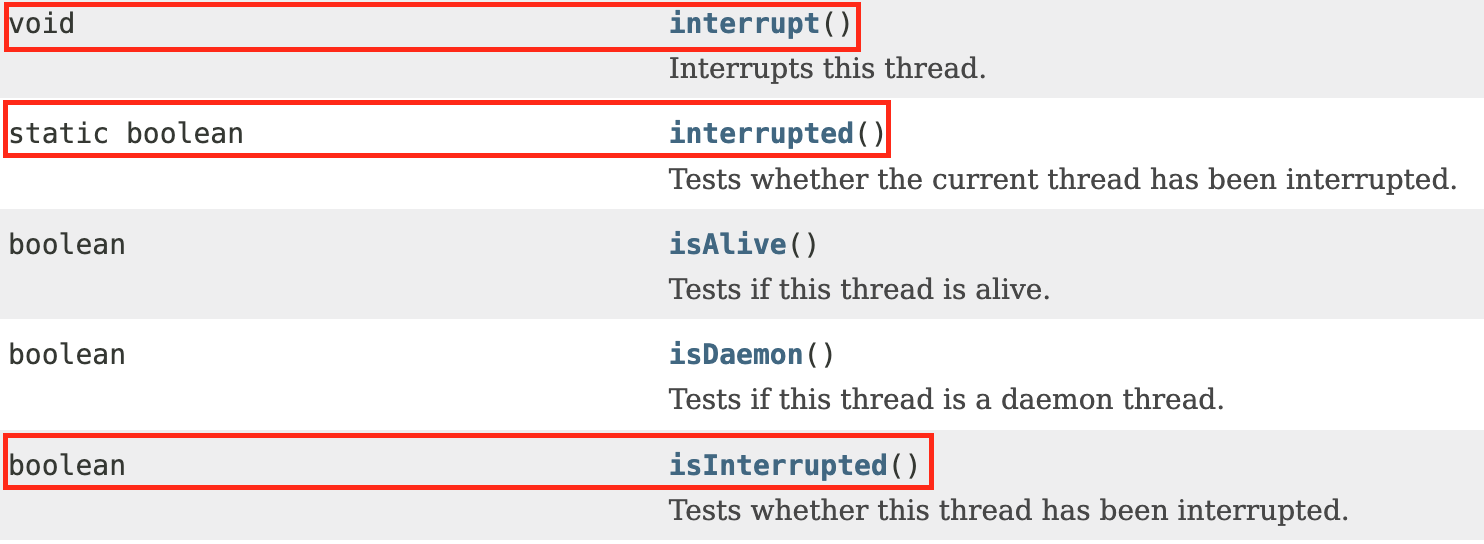 void interrupt()
Interrupts this thread.
static boolean interrupted()
Tests whether the current thread has been interrupted.
boolean isAlive()
Tests if this thread is alive.
boolean isDaemon()
Tests if this thread is a daemon thread.
boolean isInterrupted()
Tests whether this thread has been interrupted.